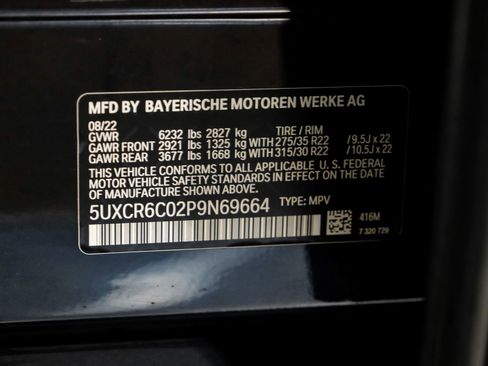 MFD BY BAYERISCHE MOTOREN WERKE AG
08/22
GVWR 6232 lbs 2827 kg TIRE / RIM
GAWR FRONT 2921 lbs 1325 kg WITH 275/35 R22 / 9.5J x 22
GAWR REAR 3677 lbs 1668 kg WITH 315/30 R22 / 10.5J x 22
THIS VEHICLE CONFORMS TO ALL APPLICABLE U. S. FEDERAL
MOTOR VEHICLE SAFETY STANDARDS IN EFFECT ON THE DATE
OF MANUFACTURE SHOWN ABOVE.
5UXCR6C02P9N69664 TYPE: MPV
416M
7 320 729